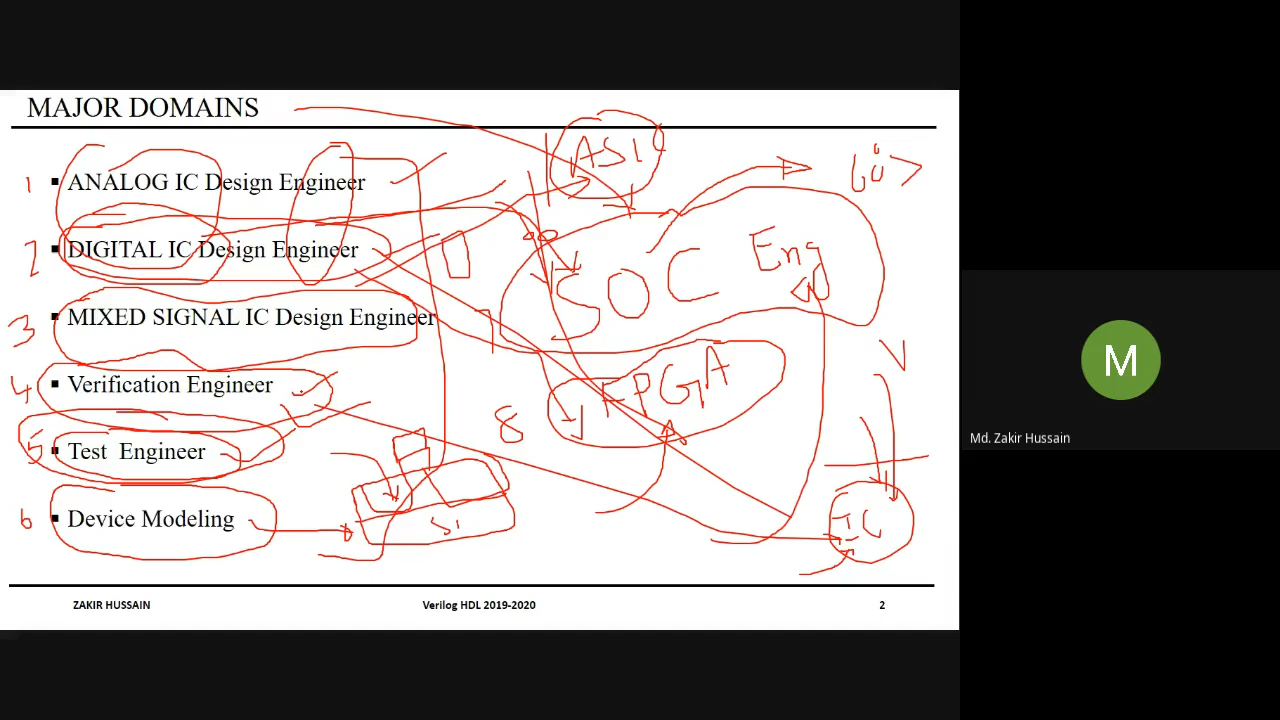 MAJOR DOMAINS
1 ▪ ANALOG IC Design Engineer
2 ▪ DIGITAL IC Design Engineer
3 ▪ MIXED SIGNAL IC Design Engineer
4 ▪ Verification Engineer
5 ▪ Test Engineer
6 ▪ Device Modeling
ASIC
7 SOC Eng
8 FPGA
V
Si
IC
ZAKIR HUSSAIN
Verilog HDL 2019-2020
2
M
Md. Zakir Hussain